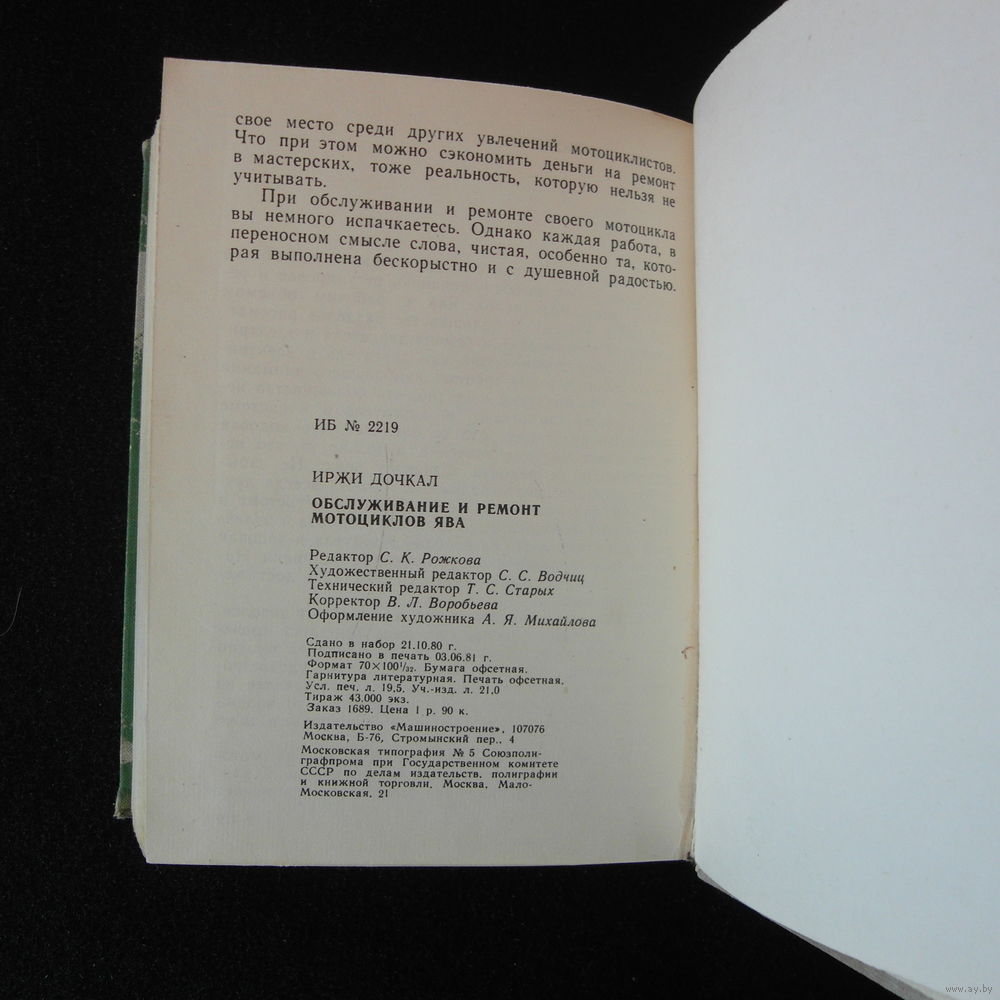 свое место среди других увлечений мотоциклистов.
Что при этом можно сэкономить деньги на ремонт
в мастерских, тоже реальность, которую нельзя не
учитывать.
При обслуживании и ремонте своего мотоцикла
вы немного испачкаетесь. Однако каждая работа, в
переносном смысле слова, чистая, особенно та, кото-
рая выполнена бескорыстно и с душевной радостью.
ИБ № 2219
ИРЖИ ДОЧКАЛ
ОБСЛУЖИВАНИЕ И РЕМОНТ
МОТОЦИКЛОВ ЯВА
Редактор С. К. Рожкова
Художественный редактор С. С. Водчиц
Технический редактор Т. С. Старых
Корректор В. Л. Воробьева
Оформление художника А. Я. Михайлова
Сдано в набор 21.10.80 г.
Подписано в печать 03.06.81 г.
Формат 70×100¹/₃₂. Бумага офсетная.
Гарнитура литературная. Печать офсетная.
Усл. печ. л. 19,5. Уч.-изд. л. 21,0
Тираж 43.000 экз.
Заказ 1689. Цена 1 р. 90 к.
Издательство «Машиностроение», 107076
Москва, Б-76, Стромынский пер., 4
Московская типография № 5 Союзполи-
графпрома при Государственном комитете
СССР по делам издательств, полиграфии
и книжной торговли. Москва, Мало-
Московская, 21
www.ay.by